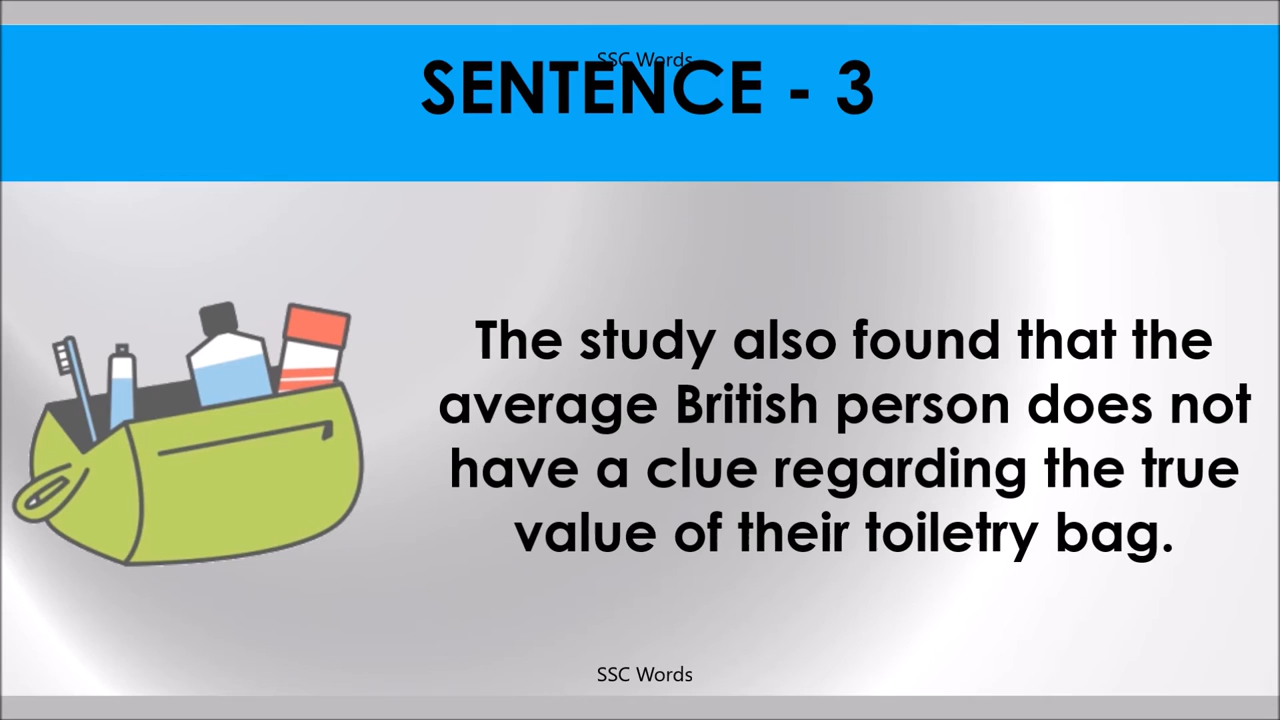 SSC Words
SENTENCE - 3
The study also found that the
average British person does not
have a clue regarding the true
value of their toiletry bag.
SSC Words